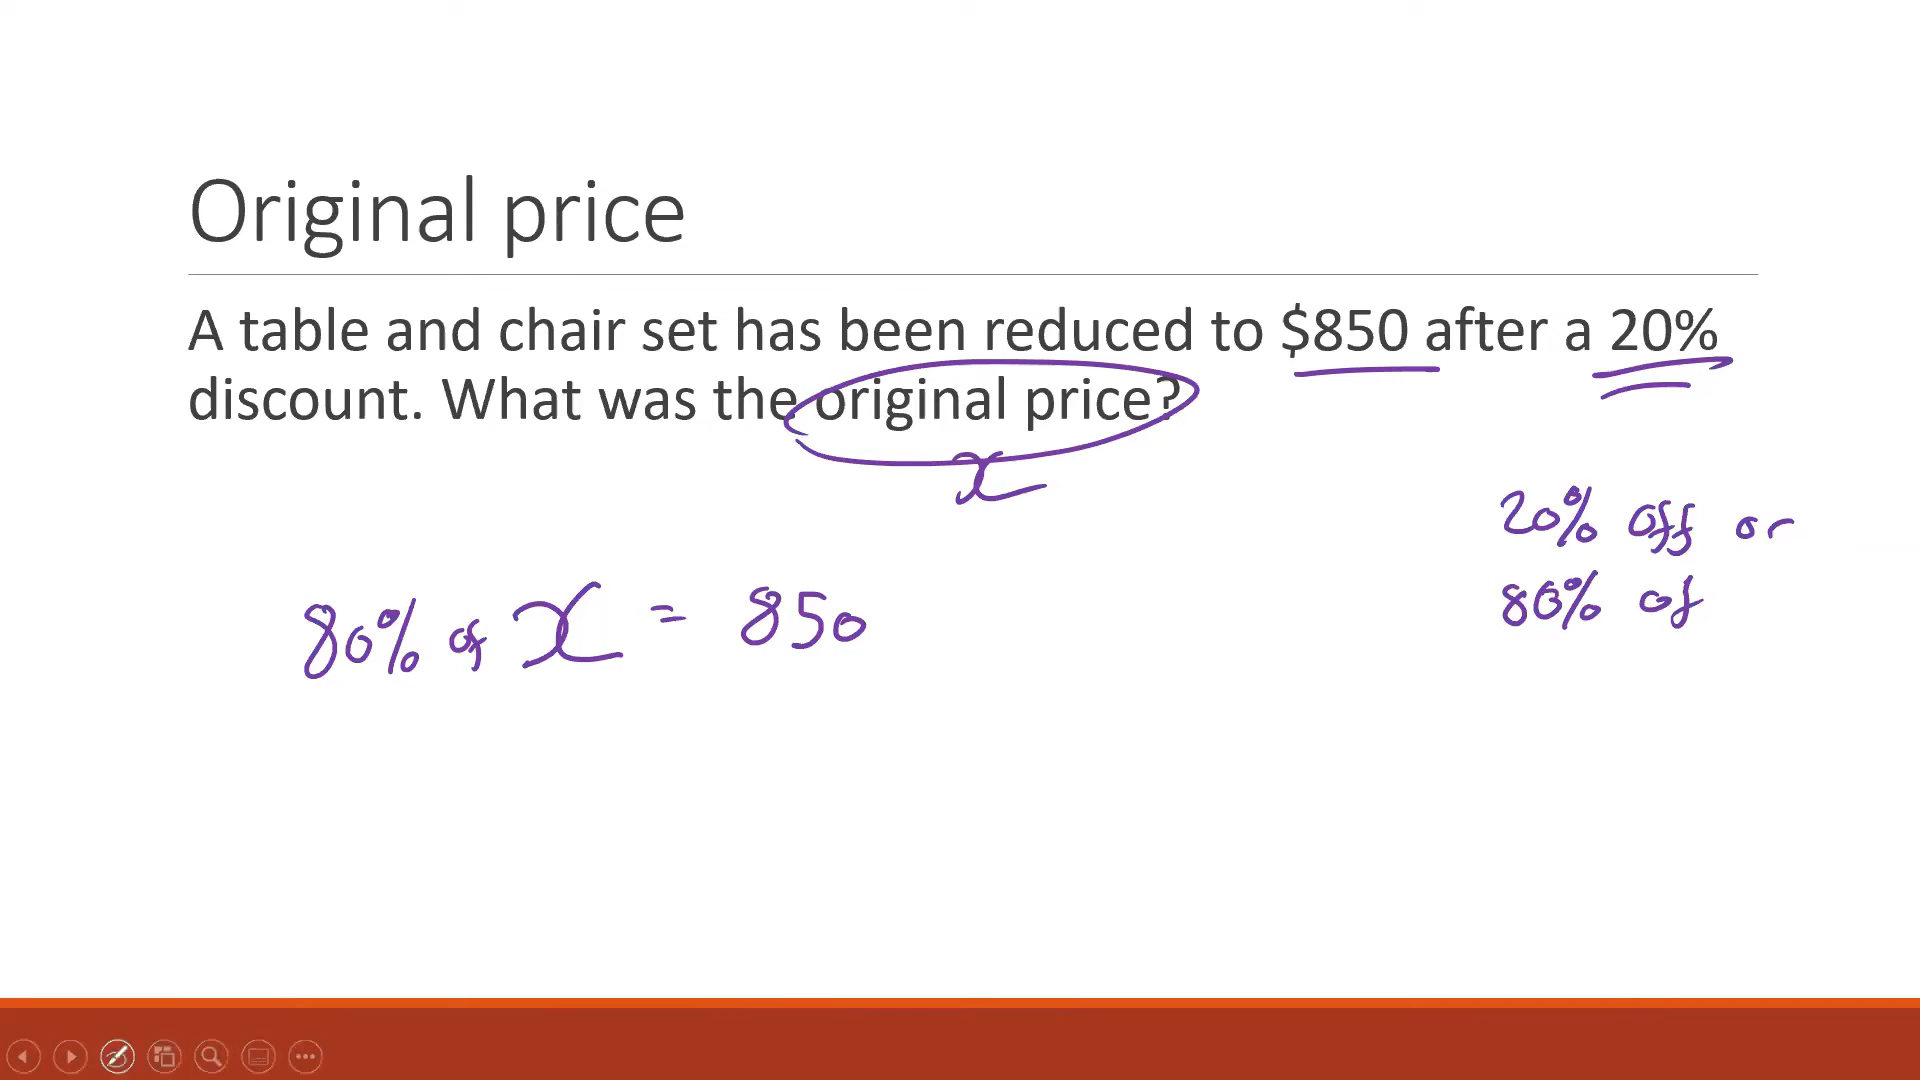 Original price
A table and chair set has been reduced to $850 after a 20%
discount. What was the original price?
x
20% off or
80% of
80% of x = 850